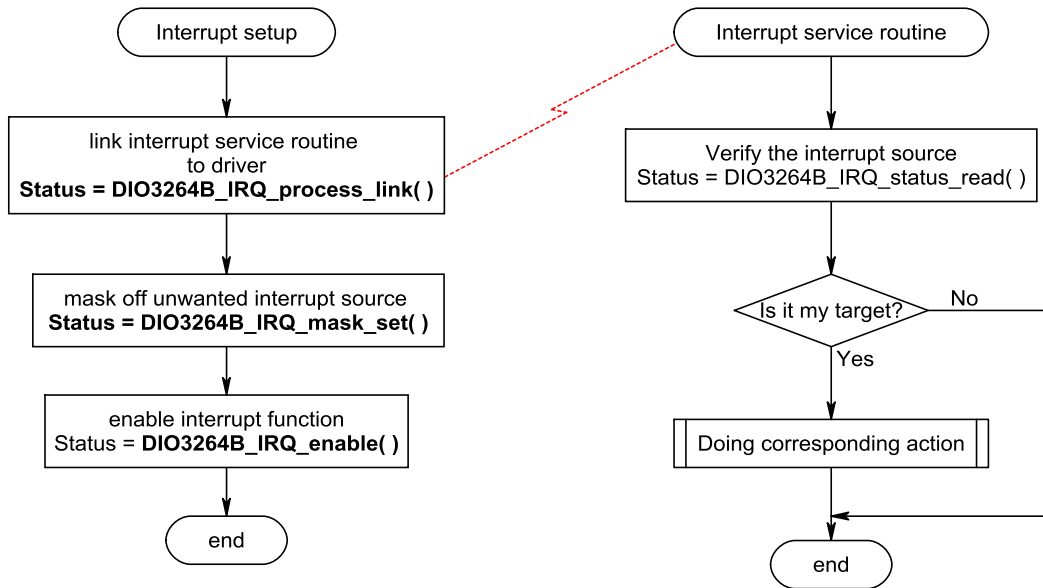 Interrupt setup
link interrupt service routine
to driver
Status = DIO3264B_IRQ_process_link( )
mask off unwanted interrupt source
Status = DIO3264B_IRQ_mask_set( )
enable interrupt function
Status = DIO3264B_IRQ_enable( )
end
Interrupt service routine
Verify the interrupt source
Status = DIO3264B_IRQ_status_read( )
Is it my target?
No
Yes
Doing corresponding action
end